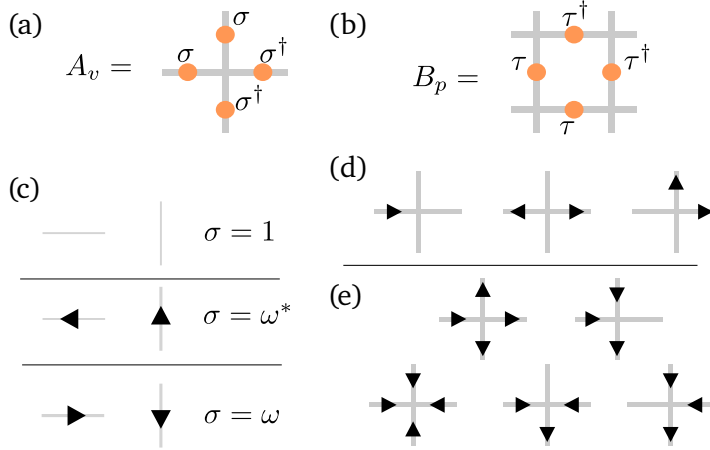 (a)
σ
A_v = σ σ†
σ†
(b)
τ†
B_p = τ τ†
τ
(c)
σ = 1
σ = ω*
σ = ω
(d)
(e)